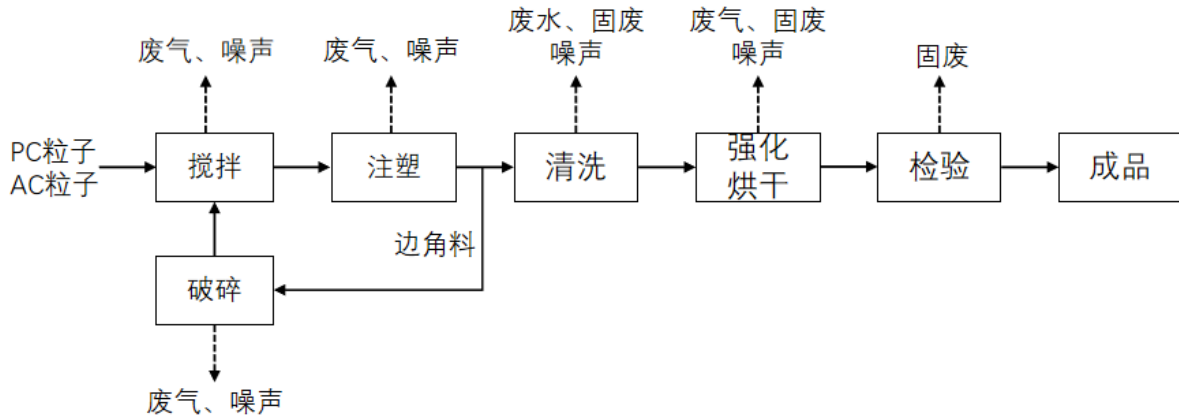 废气、噪声
废气、噪声
废水、固废
噪声
废气、固废
噪声
固废
PC粒子
AC粒子
搅拌
注塑
清洗
强化
烘干
检验
成品
边角料
破碎
废气、噪声